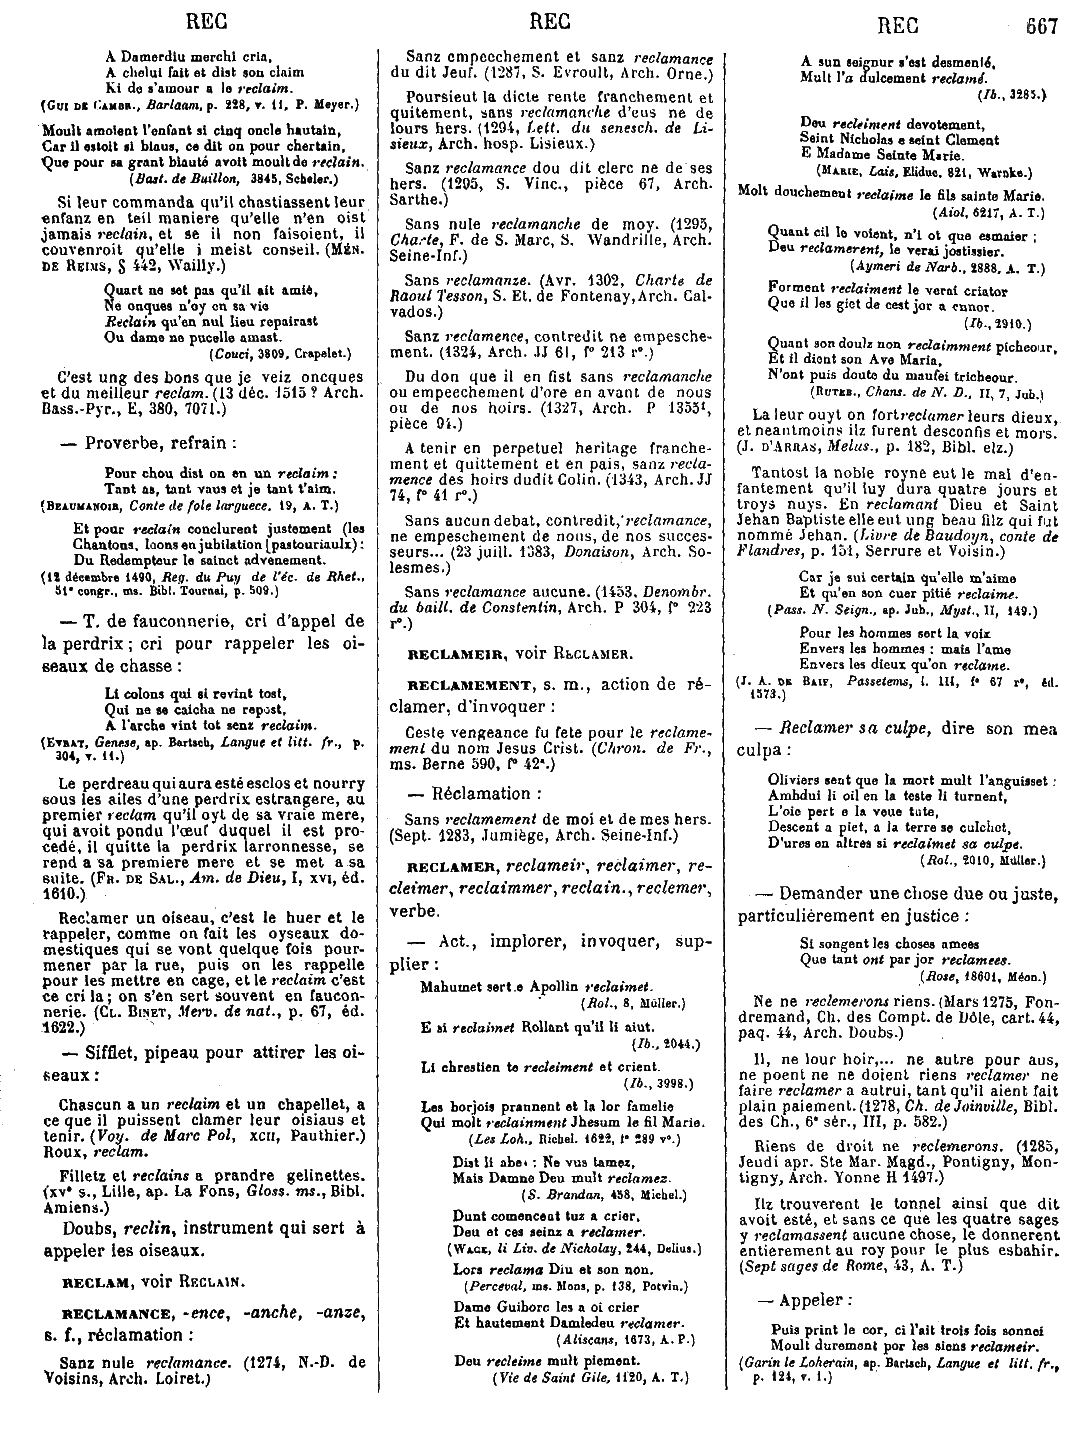 REC
REC
REC 667
A Damerdiu merchi cria,
A chelui fait et dist son claim
Ki de s'amour a le reclaim.
(GUI DE CAMBR., Barlaam, p. 228, v. 11, P. Meyer.)
Moult amoient l'enfant si cinq oncle hautain,
Car il estoit si biaus, ce dit on pour chertain,
Que pour sa grant biauté avoit moult de reclain.
(Bast. de Buillon, 3845, Scheler.)
Si leur commanda qu'il chastiassent leur
enfanz en teil maniere qu'elle n'en oist
jamais reclain, et se il non faisoient, il
couvenroit qu'elle i meist conseil. (MÉN.
DE REIMS, § 442, Wailly.)
Quart ne set pas qu'il ait amié,
Ne onques n'oy en sa vie
Reclain qu'en nul lieu repairast
Ou dame ne pucelle amast.
(Couci, 3809, Crapelet.)
C'est ung des bons que je veiz oncques
et du meilleur reclam. (13 déc. 1515 ? Arch.
Bass.-Pyr., E, 380, 7071.)
— Proverbe, refrain :
Pour chou dist on en un reclaim :
Tant as, tant vaus et je tant t'aim.
(BEAUMANOIR, Conte de fole larguece, 19, A. T.)
Et pour reclain conclurent justement (les
Chantons, loons en jubilation [pastouriaulx) :
Du Redempteur le sainct advenement.
(12 décembre 1490, Reg. du Puy de l'éc. de Rhet.,
51e congr., ms. Bibl. Tournai, p. 509.)
— T. de fauconnerie, cri d'appel de
la perdrix ; cri pour rappeler les oi-
seaux de chasse :
Li colons qui si revint tost,
Qui ne se caicha ne repost,
A l'arche vint tot senz reclaim.
(EVRAT, Genese, ap. Bartsch, Langue et litt. fr., p.
304, v. 11.)
Le perdreau qui aura esté esclos et nourry
sous les ailes d'une perdrix estrangere, au
premier reclam qu'il oyt de sa vraie mere,
qui avoit pondu l'œuf duquel il est pro-
cedé, il quitte la perdrix larronnesse, se
rend a sa premiere mere et se met a sa
suite. (FR. DE SAL., Am. de Dieu, I, XVI, éd.
1610.)
Reclamer un oiseau, c'est le huer et le
rappeler, comme on fait les oyseaux do-
mestiques qui se vont quelque fois pour-
mener par la rue, puis on les rappelle
pour les mettre en cage, et le reclaim c'est
ce cri la ; on s'en sert souvent en faucon-
nerie. (CL. BINET, Merv. de nat., p. 67, éd.
1622.)
— Sifflet, pipeau pour attirer les oi-
seaux :
Chascun a un reclaim et un chapellet, a
ce que il puissent clamer leur oisiaus et
tenir. (Voy. de Marc Pol, XCII, Pauthier.)
Roux, reclam.
Filletz et reclains a prandre gelinettes.
(XVe s., Lille, ap. La Fons, Gloss. ms., Bibl.
Amiens.)
Doubs, reclin, instrument qui sert à
appeler les oiseaux.
RECLAM, voir RECLAIN.
RECLAMANCE, -ence, -anche, -anze,
s. f., réclamation :
Sanz nule reclamance. (1274, N.-D. de
Voisins, Arch. Loiret.)
Sanz empeechement et sanz reclamance
du dit Jeuf. (1287, S. Evroult, Arch. Orne.)
Poursieut la dicte rente franchement et
quitement, sans reclamanche d'eus ne de
lours hers. (1294, Lett. du senesch. de Li-
sieux, Arch. hosp. Lisieux.)
Sanz reclamance dou dit clerc ne de ses
hers. (1295, S. Vinc., pièce 67, Arch.
Sarthe.)
Sans nule reclamanche de moy. (1295,
Charte, F. de S. Marc, S. Wandrille, Arch.
Seine-Inf.)
Sans reclamanze. (Avr. 1302, Charte de
Raoul Tesson, S. Et. de Fontenay, Arch. Cal-
vados.)
Sanz reclamence, contredit ne empesche-
ment. (1324, Arch. JJ 61, fo 213 ro.)
Du don que il en fist sans reclamanche
ou empeechement d'ore en avant de nous
ou de nos hoirs. (1327, Arch. P 1355¹,
pièce 94.)
A tenir en perpetuel heritage franche-
ment et quittement et en pais, sanz recla-
mence des hoirs dudit Colin. (1343, Arch. JJ
74, fo 41 ro.)
Sans aucun debat, contredit, reclamance,
ne empeschement de nous, de nos succes-
seurs... (23 juill. 1383, Donaison, Arch. So-
lesmes.)
Sans reclamance aucune. (1453, Denombr.
du baill. de Constentin, Arch. P 304, fo 223
ro.)
RECLAMEIR, voir RECLAMER.
RECLAMEMENT, s. m., action de ré-
clamer, d'invoquer :
Ceste vengeance fu fete pour le reclame-
ment du nom Jesus Crist. (Chron. de Fr.,
ms. Berne 590, fo 42a.)
— Réclamation :
Sans reclamement de moi et de mes hers.
(Sept. 1283, Jumiège, Arch. Seine-Inf.)
RECLAMER, reclameir, reclaimer, re-
cleimer, reclaimmer, reclain., reclemer,
verbe.
— Act., implorer, invoquer, sup-
plier :
Mahumet sert e Apollin reclaimet.
(Rol., 8, Müller.)
E si reclaimet Rollant qu'il li aiut.
(Ib., 2044.)
Li chrestien te recleiment et crient.
(Ib., 3998.)
Les borjois prannent et la lor famelie
Qui molt reclainment Jhesum le fil Marie.
(Les Loh., Richel. 1622, fo 289 vo.)
Dist li abes : Ne vus tamez,
Mais Damne Deu mult reclamez.
(S. Brandan, 458, Michel.)
Dunt comencent tuz a crier,
Deu et ces seinz a reclamer.
(WACE, li Liv. de Nicholay, 244, Delius.)
Lors reclama Diu et son non.
(Perceval, ms. Mons, p. 138, Potvin.)
Dame Guiborc les a oi crier
Et hautement Damledeu reclamer.
(Aliscans, 1673, A. P.)
Deu recleime mult piement.
(Vie de Saint Gile, 1120, A. T.)
A sun seignur s'est desmenté,
Mult l'a dulcement reclamé.
(Ib., 3285.)
Deu recleiment devotement,
Seint Nicholas e seint Clement
E Madame Seinte Marie.
(MARIE, Lais, Eliduc, 821, Warnke.)
Molt douchement reclaime le fils sainte Marie.
(Aiol, 6217, A. T.)
Quant cil le voient, n'i ot que esmaier ;
Deu reclamerent, le verai jostissier.
(Aymeri de Narb., 2888, A. T.)
Forment reclaiment le verai criator
Que il les giet de cest jor a ennor.
(Ib., 2910.)
Quant son doulz non reclaimment picheour,
Et il dient son Ave Maria,
N'ont puis doute du maufei tricheour.
(RUTEB., Chans. de N. D., II, 7, Jub.)
La leur ouyt on fort reclamer leurs dieux,
et neantmoins ilz furent desconfis et mors.
(J. D'ARRAS, Melus., p. 182, Bibl. elz.)
Tantost la noble royne eut le mal d'en-
fantement qu'il luy dura quatre jours et
troys nuys. En reclamant Dieu et Saint
Jehan Baptiste elle eut ung beau filz qui fut
nommé Jehan. (Livre de Baudoyn, conte de
Flandres, p. 151, Serrure et Voisin.)
Car je sui certain qu'elle m'aime
Et qu'en son cuer pitié reclaime.
(Pass. N. Seign., ap. Jub., Myst., II, 149.)
Pour les hommes sert la voix
Envers les hommes : mais l'ame
Envers les dieux qu'on reclame.
(J. A. DE BAIF, Passetems, l. III, fo 67 ro, éd.
1573.)
— Reclamer sa culpe, dire son mea
culpa :
Oliviers sent que la mort mult l'anguisset :
Ambdui li oil en la teste li turnent,
L'oie pert e la veue tute,
Descent a piet, a la terre se culchet,
D'ures en altres si reclaimet sa culpe.
(Rol., 2010, Müller.)
— Demander une chose due ou juste,
particulièrement en justice :
Si songent les choses amees
Que tant ont par jor reclamees.
(Rose, 18601, Méon.)
Ne ne reclemerons riens. (Mars 1275, Fon-
dremand, Ch. des Compt. de Dôle, cart. 44,
paq. 44, Arch. Doubs.)
Il, ne lour hoir,... ne autre pour aus,
ne poent ne ne doient riens reclamer ne
faire reclamer a autrui, tant qu'il aient fait
plain paiement. (1278, Ch. de Joinville, Bibl.
des Ch., 6e sér., III, p. 582.)
Riens de droit ne reclemerons. (1285,
Jeudi apr. Ste Mar. Magd., Pontigny, Mon-
tigny, Arch. Yonne H 1497.)
Ilz trouverent le tonnel ainsi que dit
avoit esté, et sans ce que les quatre sages
y reclamassent aucune chose, le donnerent
entierement au roy pour le plus esbahir.
(Sept sages de Rome, 43, A. T.)
— Appeler :
Puis print le cor, ci l'ait trois fois sonnei
Moult durement por les siens reclameir.
(Garin le Loherain, ap. Bartsch, Langue et litt. fr.,
p. 124, v. 1.)